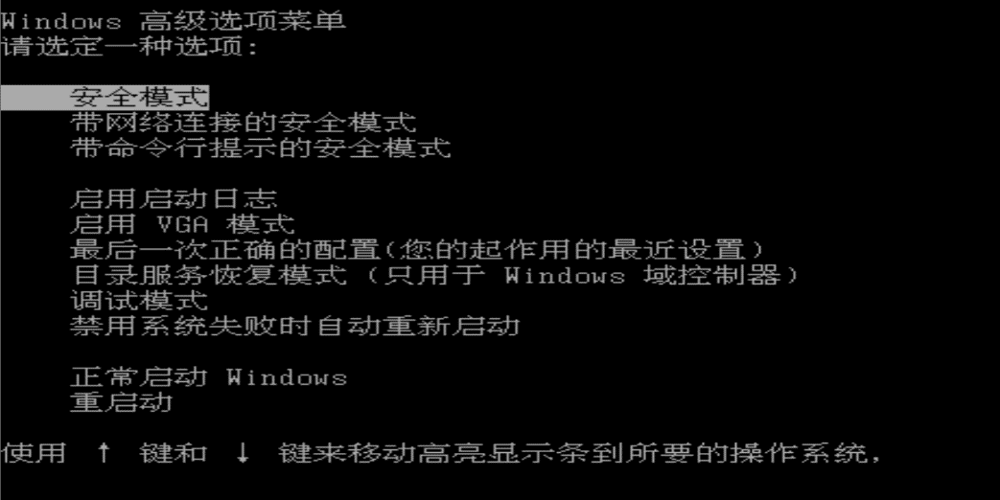 Windows 高级选项菜单
请选定一种选项:
安全模式
带网络连接的安全模式
带命令行提示的安全模式
启用启动日志
启用 VGA 模式
最后一次正确的配置(您的起作用的最近设置)
目录服务恢复模式 (只用于 Windows 域控制器)
调试模式
禁用系统失败时自动重新启动
正常启动 Windows
重启动
使用 ↑ 键和 ↓ 键来移动高亮显示条到所要的操作系统,